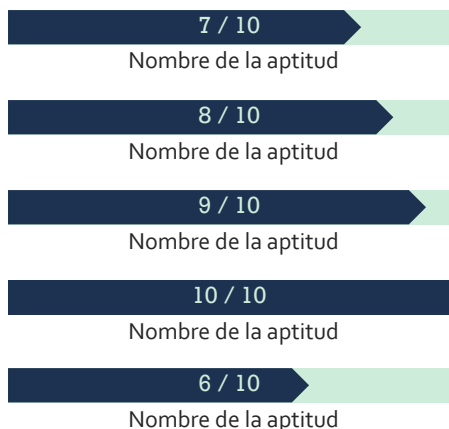 7 / 10
Nombre de la aptitud
8 / 10
Nombre de la aptitud
9 / 10
Nombre de la aptitud
10 / 10
Nombre de la aptitud
6 / 10
Nombre de la aptitud